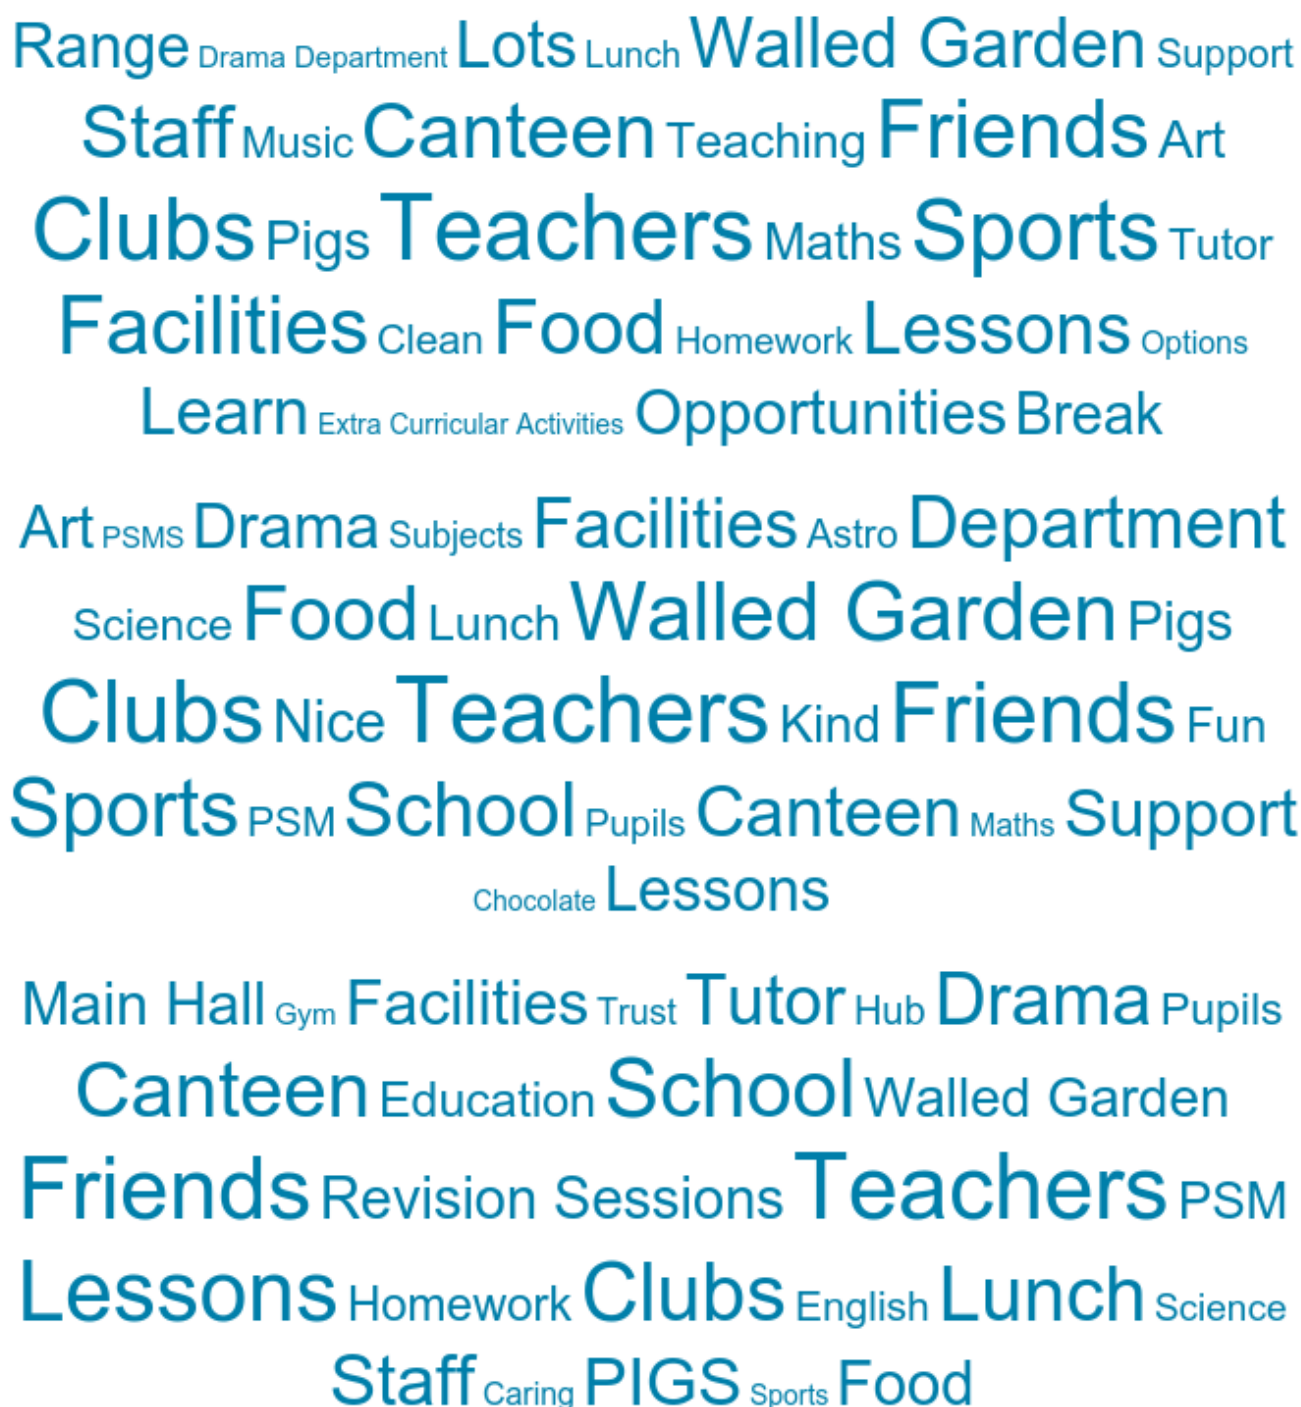 Range Drama Department Lots Lunch Walled Garden Support
Staff Music Canteen Teaching Friends Art
Clubs Pigs Teachers Maths Sports Tutor
Facilities Clean Food Homework Lessons Options
Learn Extra Curricular Activities Opportunities Break
Art PSMS Drama Subjects Facilities Astro Department
Science Food Lunch Walled Garden Pigs
Clubs Nice Teachers Kind Friends Fun
Sports PSM School Pupils Canteen Maths Support
Chocolate Lessons
Main Hall Gym Facilities Trust Tutor Hub Drama Pupils
Canteen Education School Walled Garden
Friends Revision Sessions Teachers PSM
Lessons Homework Clubs English Lunch Science
Staff Caring PIGS Sports Food